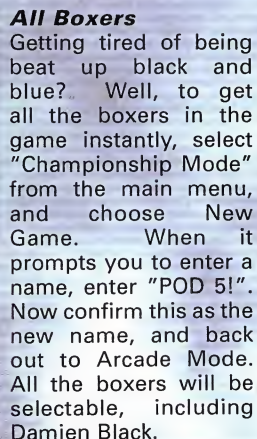 All Boxers
Getting tired of being
beat up black and
blue? Well, to get
all the boxers in the
game instantly, select
"Championship Mode"
from the main menu,
and choose New
Game. When it
prompts you to enter a
name, enter "POD 5!".
Now confirm this as the
new name, and back
out to Arcade Mode.
All the boxers will be
selectable, including
Damien Black.